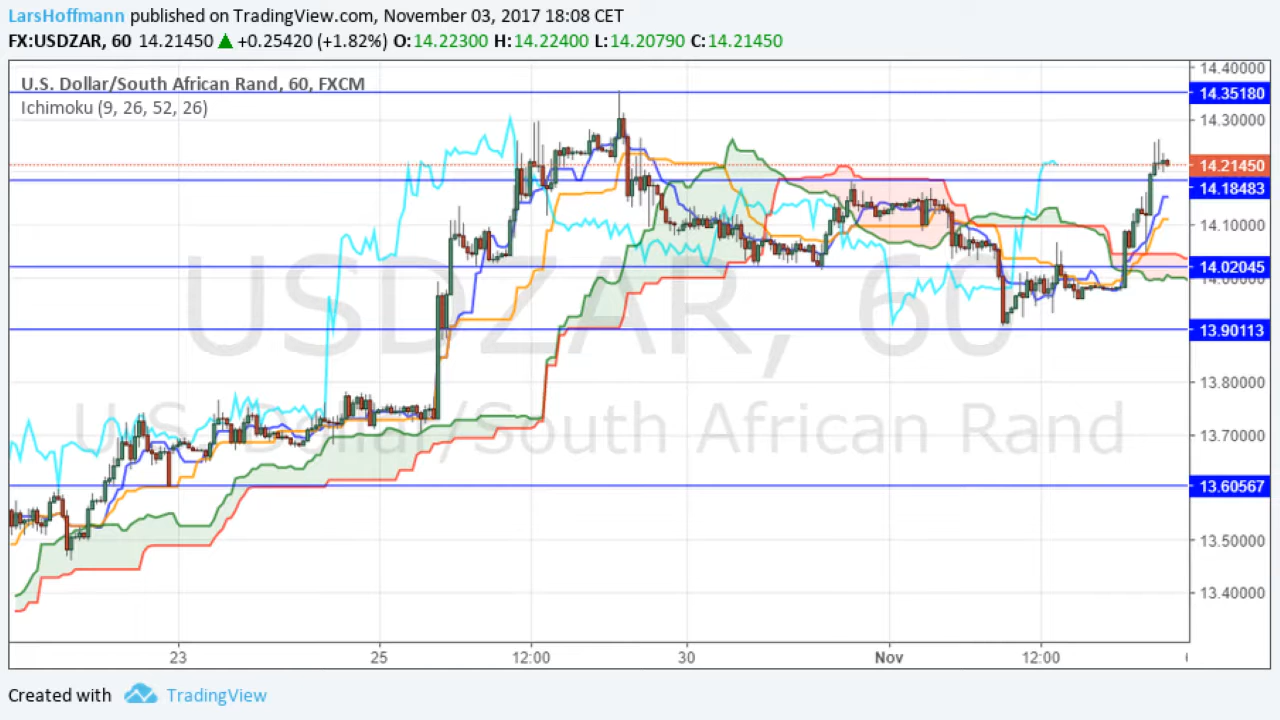 LarsHoffmann published on TradingView.com, November 03, 2017 18:08 CET
FX:USDZAR, 60 14.21450 ▲ +0.25420 (+1.82%) O:14.22300 H:14.22400 L:14.20790 C:14.21450
U.S. Dollar/South African Rand, 60, FXCM
Ichimoku (9, 26, 52, 26)
USDZAR, 60
U.S. Dollar/South African Rand
14.40000
14.35180
14.30000
14.21450
14.18483
14.10000
14.02045
14.00000
13.90113
13.80000
13.70000
13.60567
13.50000
13.40000
23 25 12:00 30 Nov 12:00
Created with TradingView